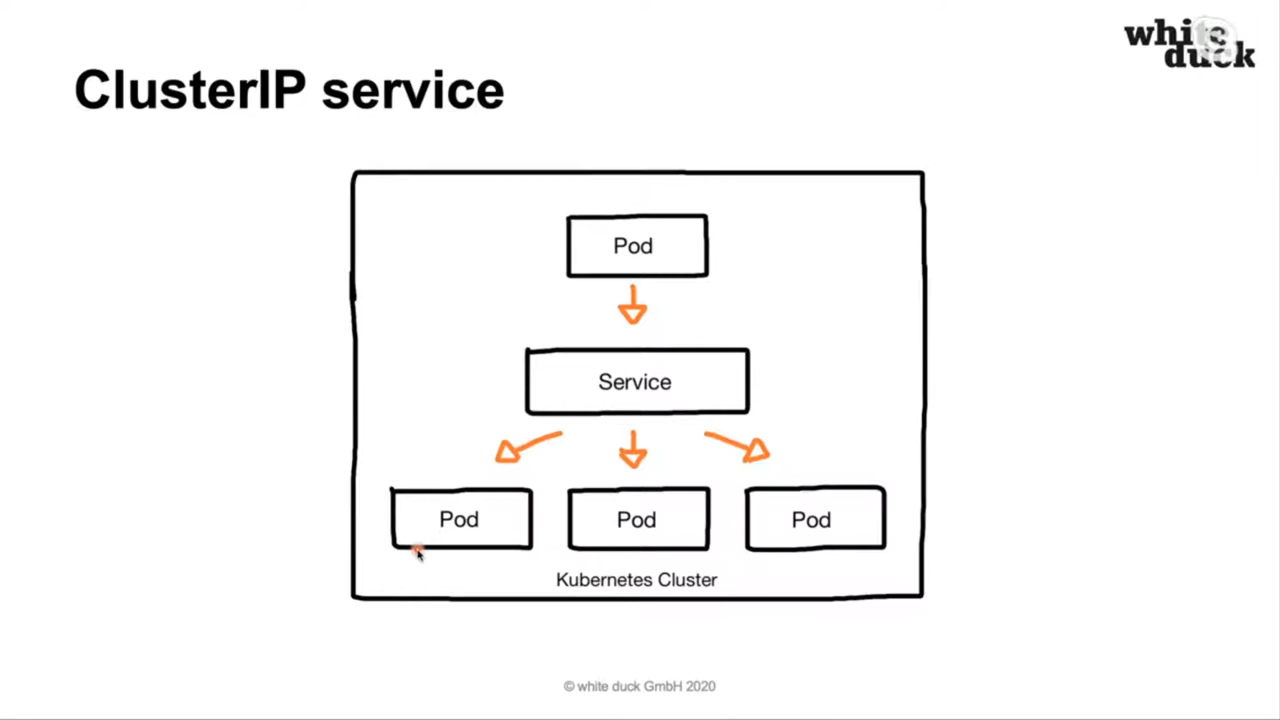 white
duck
ClusterIP service
Pod
Service
Pod
Pod
Pod
Kubernetes Cluster
© white duck GmbH 2020